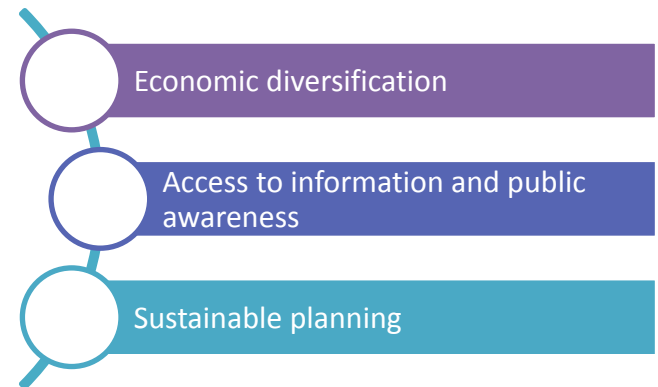 Economic diversification
Access to information and public
awareness
Sustainable planning